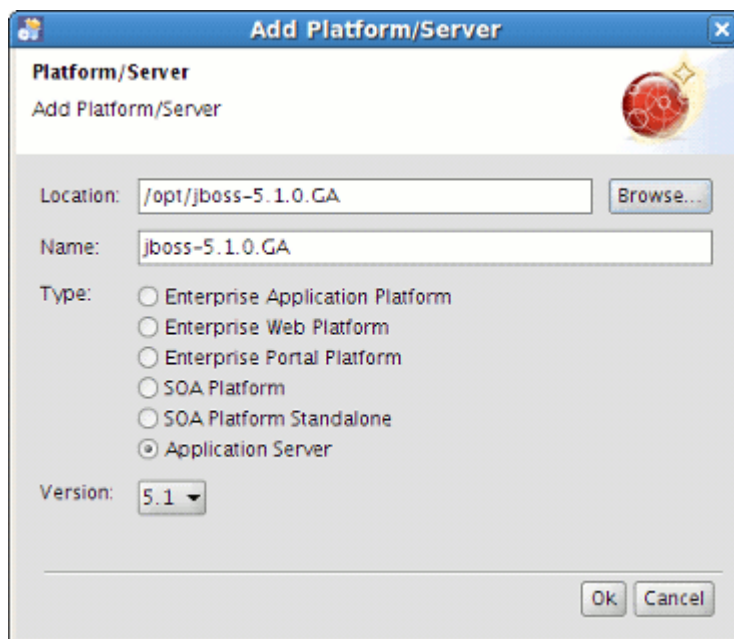 Add Platform/Server
Platform/Server
Add Platform/Server
Location: /opt/jboss-5.1.0.GA Browse...
Name: jboss-5.1.0.GA
Type: Enterprise Application Platform
Enterprise Web Platform
Enterprise Portal Platform
SOA Platform
SOA Platform Standalone
Application Server
Version: 5.1
Ok Cancel